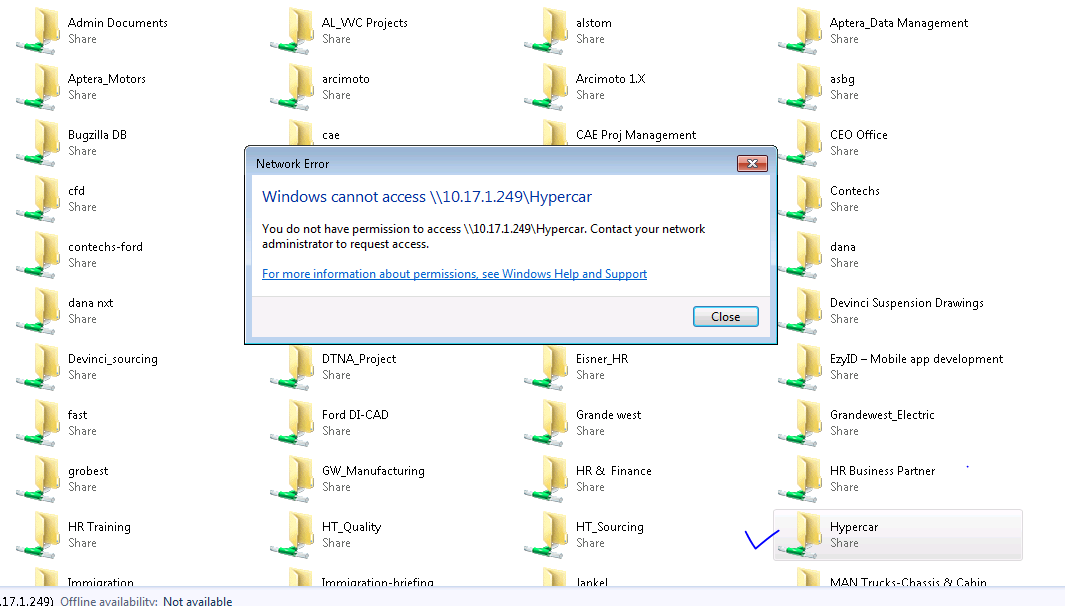 Admin Documents
Share
AL_VVC Projects
Share
alstom
Share
Aptera_Data Management
Share
Aptera_Motors
Share
arcimoto
Share
Arcimoto 1.X
Share
asbg
Share
Bugzilla DB
Share
cae
CAE Proj Management
CEO Office
Share
Network Error
Windows cannot access \\10.17.1.249\Hypercar
You do not have permission to access \\10.17.1.249\Hypercar. Contact your network
administrator to request access.
For more information about permissions, see Windows Help and Support
Close
cfd
Share
Contechs
Share
contechs-ford
Share
dana
Share
dana nxt
Share
Devinci Suspension Drawings
Share
Devinci_sourcing
Share
DTNA_Project
Share
Eisner_HR
Share
EzyID – Mobile app development
Share
fast
Share
Ford DI-CAD
Share
Grande west
Share
Grandewest_Electric
Share
grobest
Share
GW_Manufacturing
Share
HR & Finance
Share
HR Business Partner
Share
HR Training
Share
HT_Quality
Share
HT_Sourcing
Share
Hypercar
Share
Immigration
Immigration-briefing
Jankel
MAN Trucks-Chassis & Cabin
.17.1.249) Offline availability: Not available